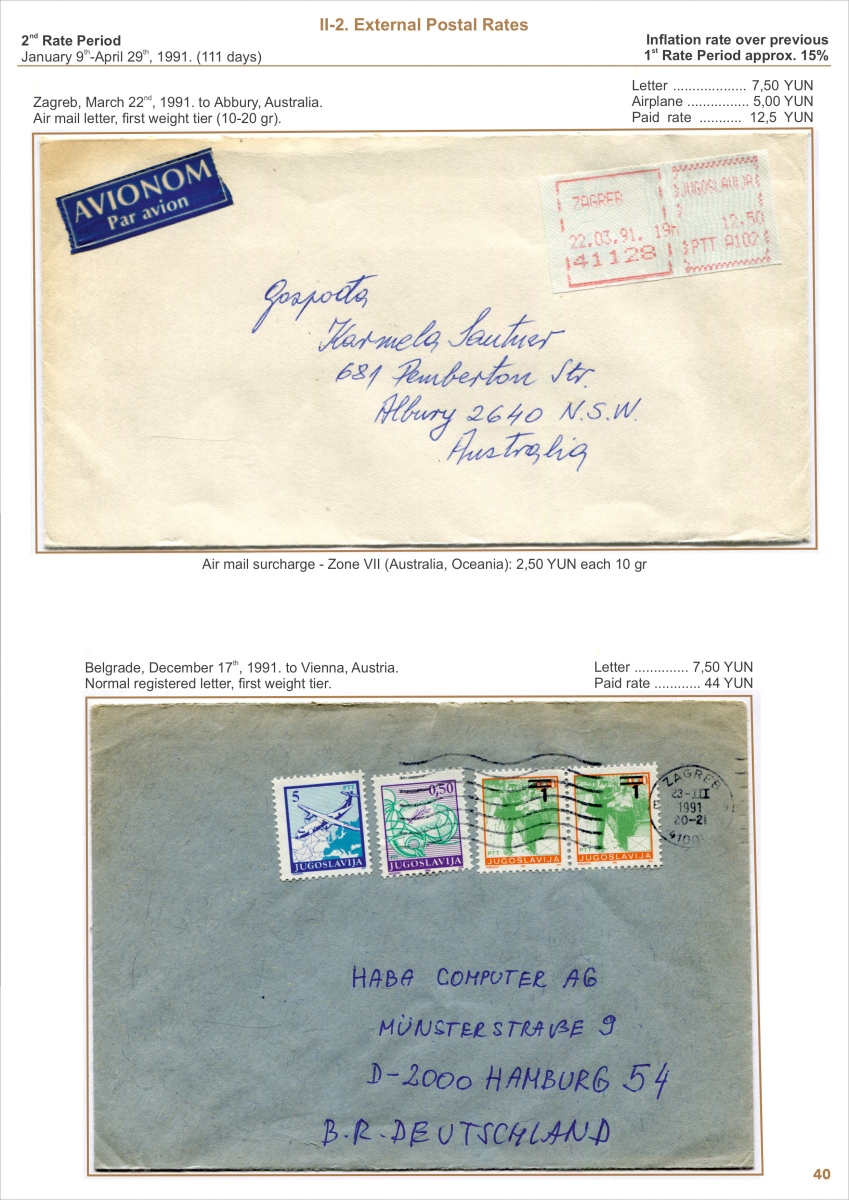 II-2. External Postal Rates
2nd Rate Period
January 9th-April 29th, 1991. (111 days)
Inflation rate over previous
1st Rate Period approx. 15%
Letter ................... 7,50 YUN
Airplane ................ 5,00 YUN
Paid rate ........... 12,5 YUN
Zagreb, March 22nd, 1991. to Abbury, Australia.
Air mail letter, first weight tier (10-20 gr).
AVIONOM
Par avion
ZAGREB
22.03.91. 19h
41128
JUGOSLAVIJA
12.50
PTT A102
Gospođa
Karmela Santner
681 Pemberton Str.
Albury 2640 N.S.W.
Australia
Air mail surcharge - Zone VII (Australia, Oceania): 2,50 YUN each 10 gr
Belgrade, December 17th, 1991. to Vienna, Austria.
Normal registered letter, first weight tier.
Letter .............. 7,50 YUN
Paid rate ............ 44 YUN
5 PTT
JUGOSLAVIJA
0,50
JUGOSLAVIJA
1
PTT
JUGOSLAVIJA
1
PTT
JUGOSLAVIJA
ZAGREB
23-III
1991
20-21
HABA COMPUTER AG
MÜNSTERSTRAßE 9
D-2000 HAMBURG 54
B.R. DEUTSCHLAND
40